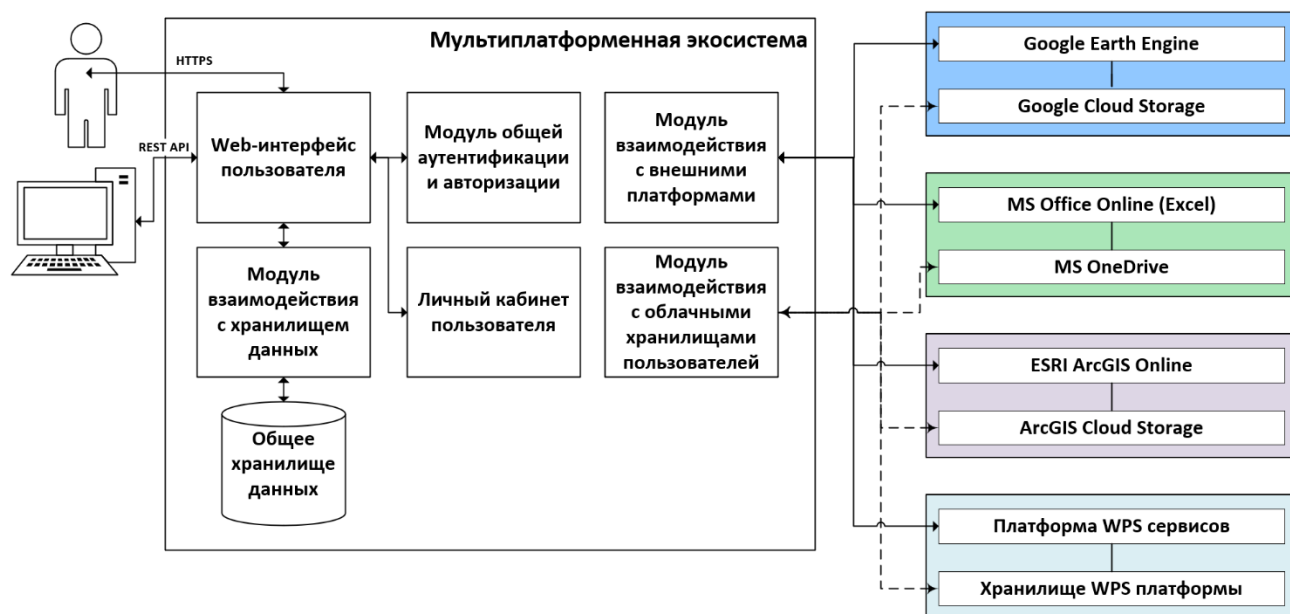 Мультиплатформенная экосистема
HTTPS
REST API
Web-интерфейс
пользователя
Модуль общей
аутентификации
и авторизации
Модуль
взаимодействия
с внешними
платформами
Модуль
взаимодействия
с хранилищем
данных
Личный кабинет
пользователя
Модуль
взаимодействия
с облачными
хранилищами
пользователей
Общее
хранилище
данных
Google Earth Engine
Google Cloud Storage
MS Office Online (Excel)
MS OneDrive
ESRI ArcGIS Online
ArcGIS Cloud Storage
Платформа WPS сервисов
Хранилище WPS платформы